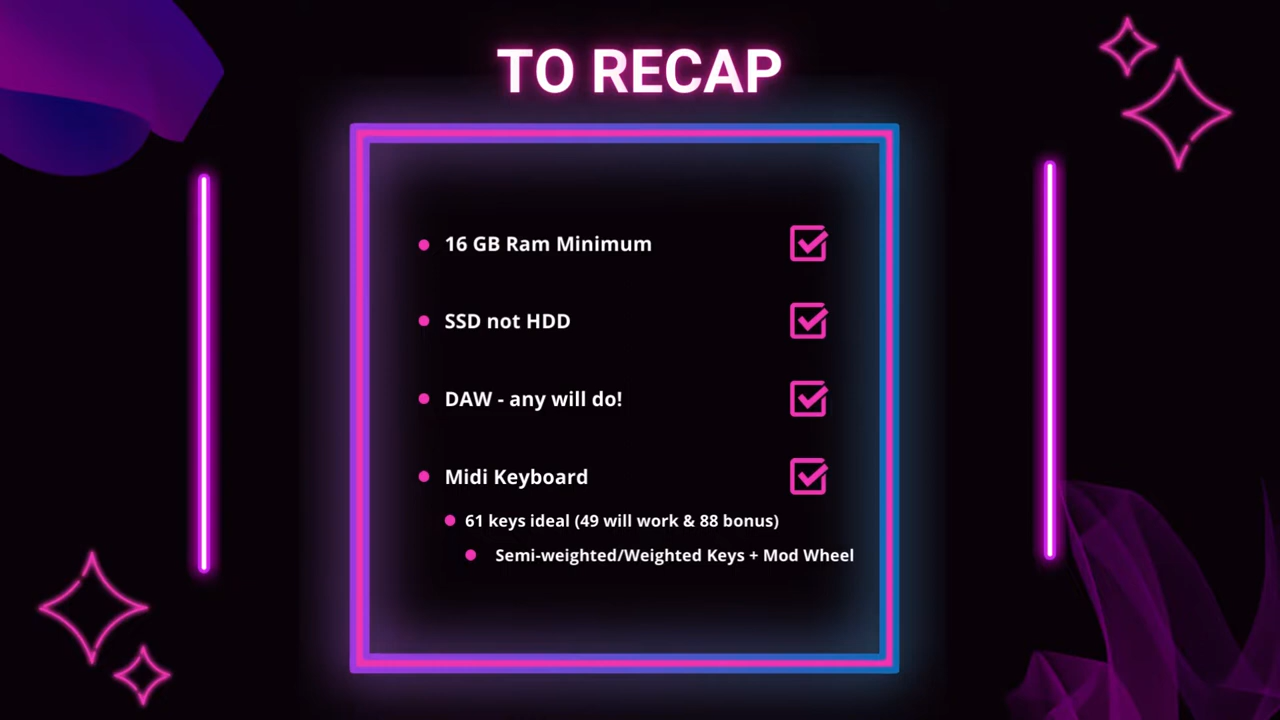 TO RECAP
16 GB Ram Minimum
SSD not HDD
DAW - any will do!
Midi Keyboard
61 keys ideal (49 will work & 88 bonus)
Semi-weighted/Weighted Keys + Mod Wheel